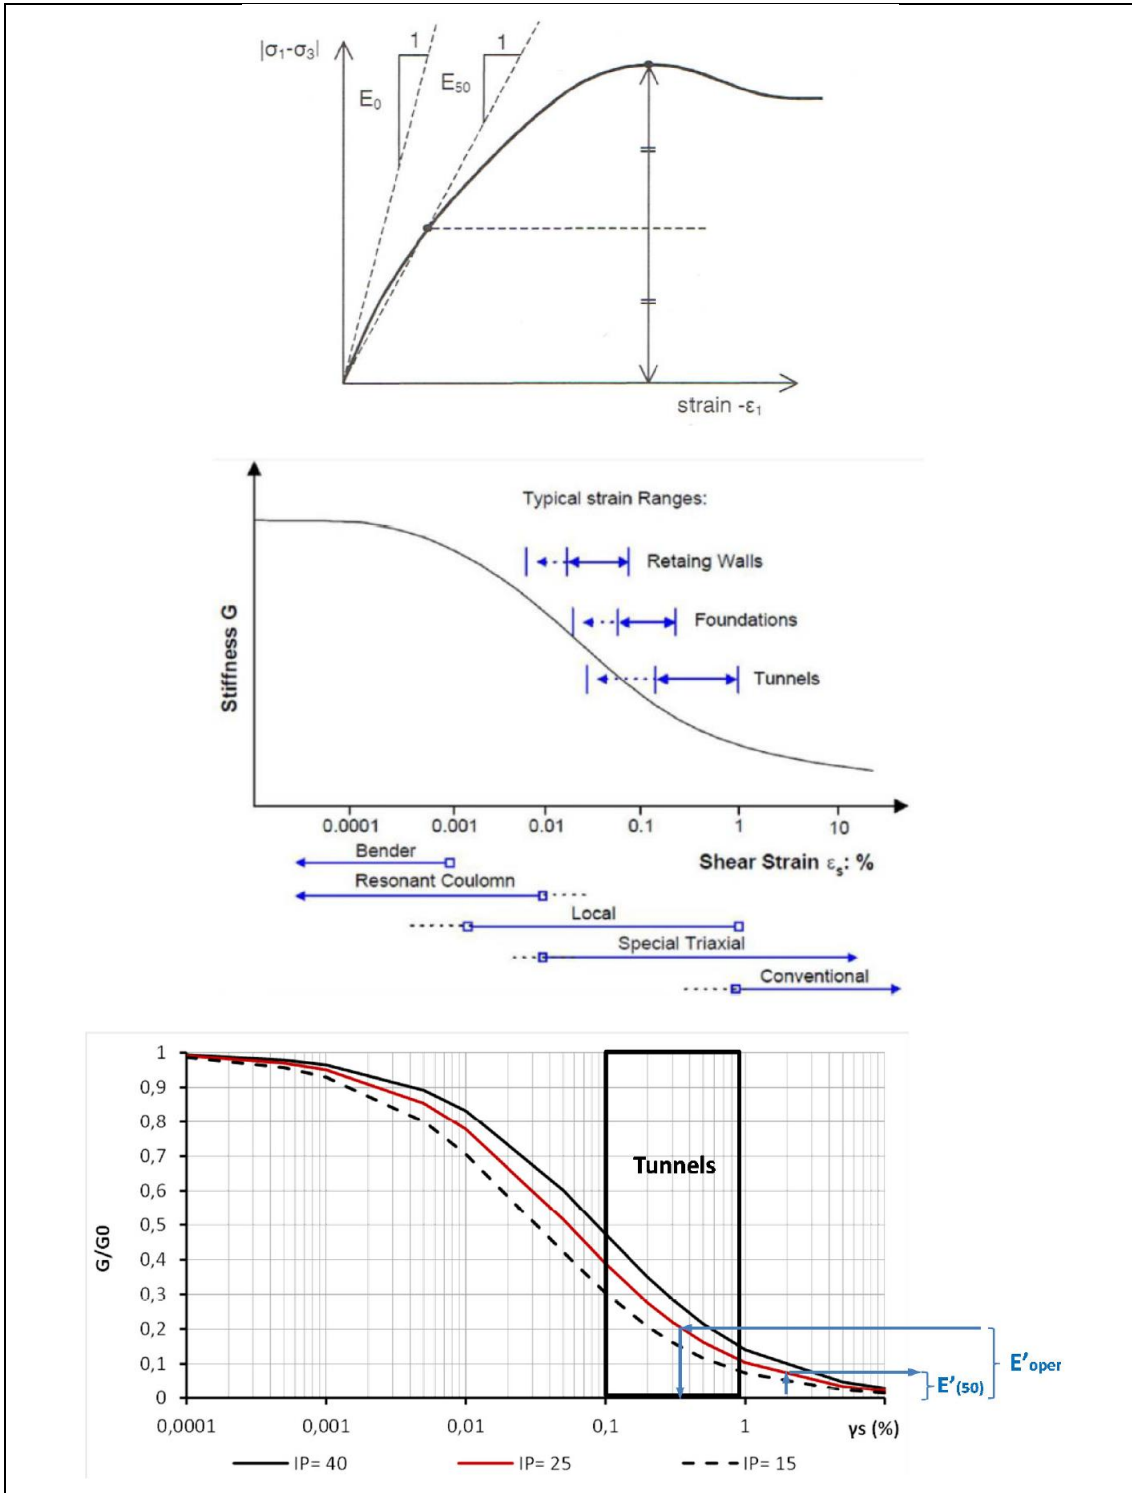 |σ₁-σ₃|
1
1
E₀
E₅₀
strain -ε₁
Typical strain Ranges:
Retaing Walls
Foundations
Tunnels
Stiffness G
0.0001 0.001 0.01 0.1 1 10
Shear Strain εₛ: %
Bender
Resonant Coulomn
Local
Special Triaxial
Conventional
1
0,9
0,8
0,7
0,6
0,5
0,4
0,3
0,2
0,1
0
G/G0
Tunnels
E'oper
E'(50)
0,0001 0,001 0,01 0,1 1 γs (%)
IP= 40 IP= 25 IP= 15